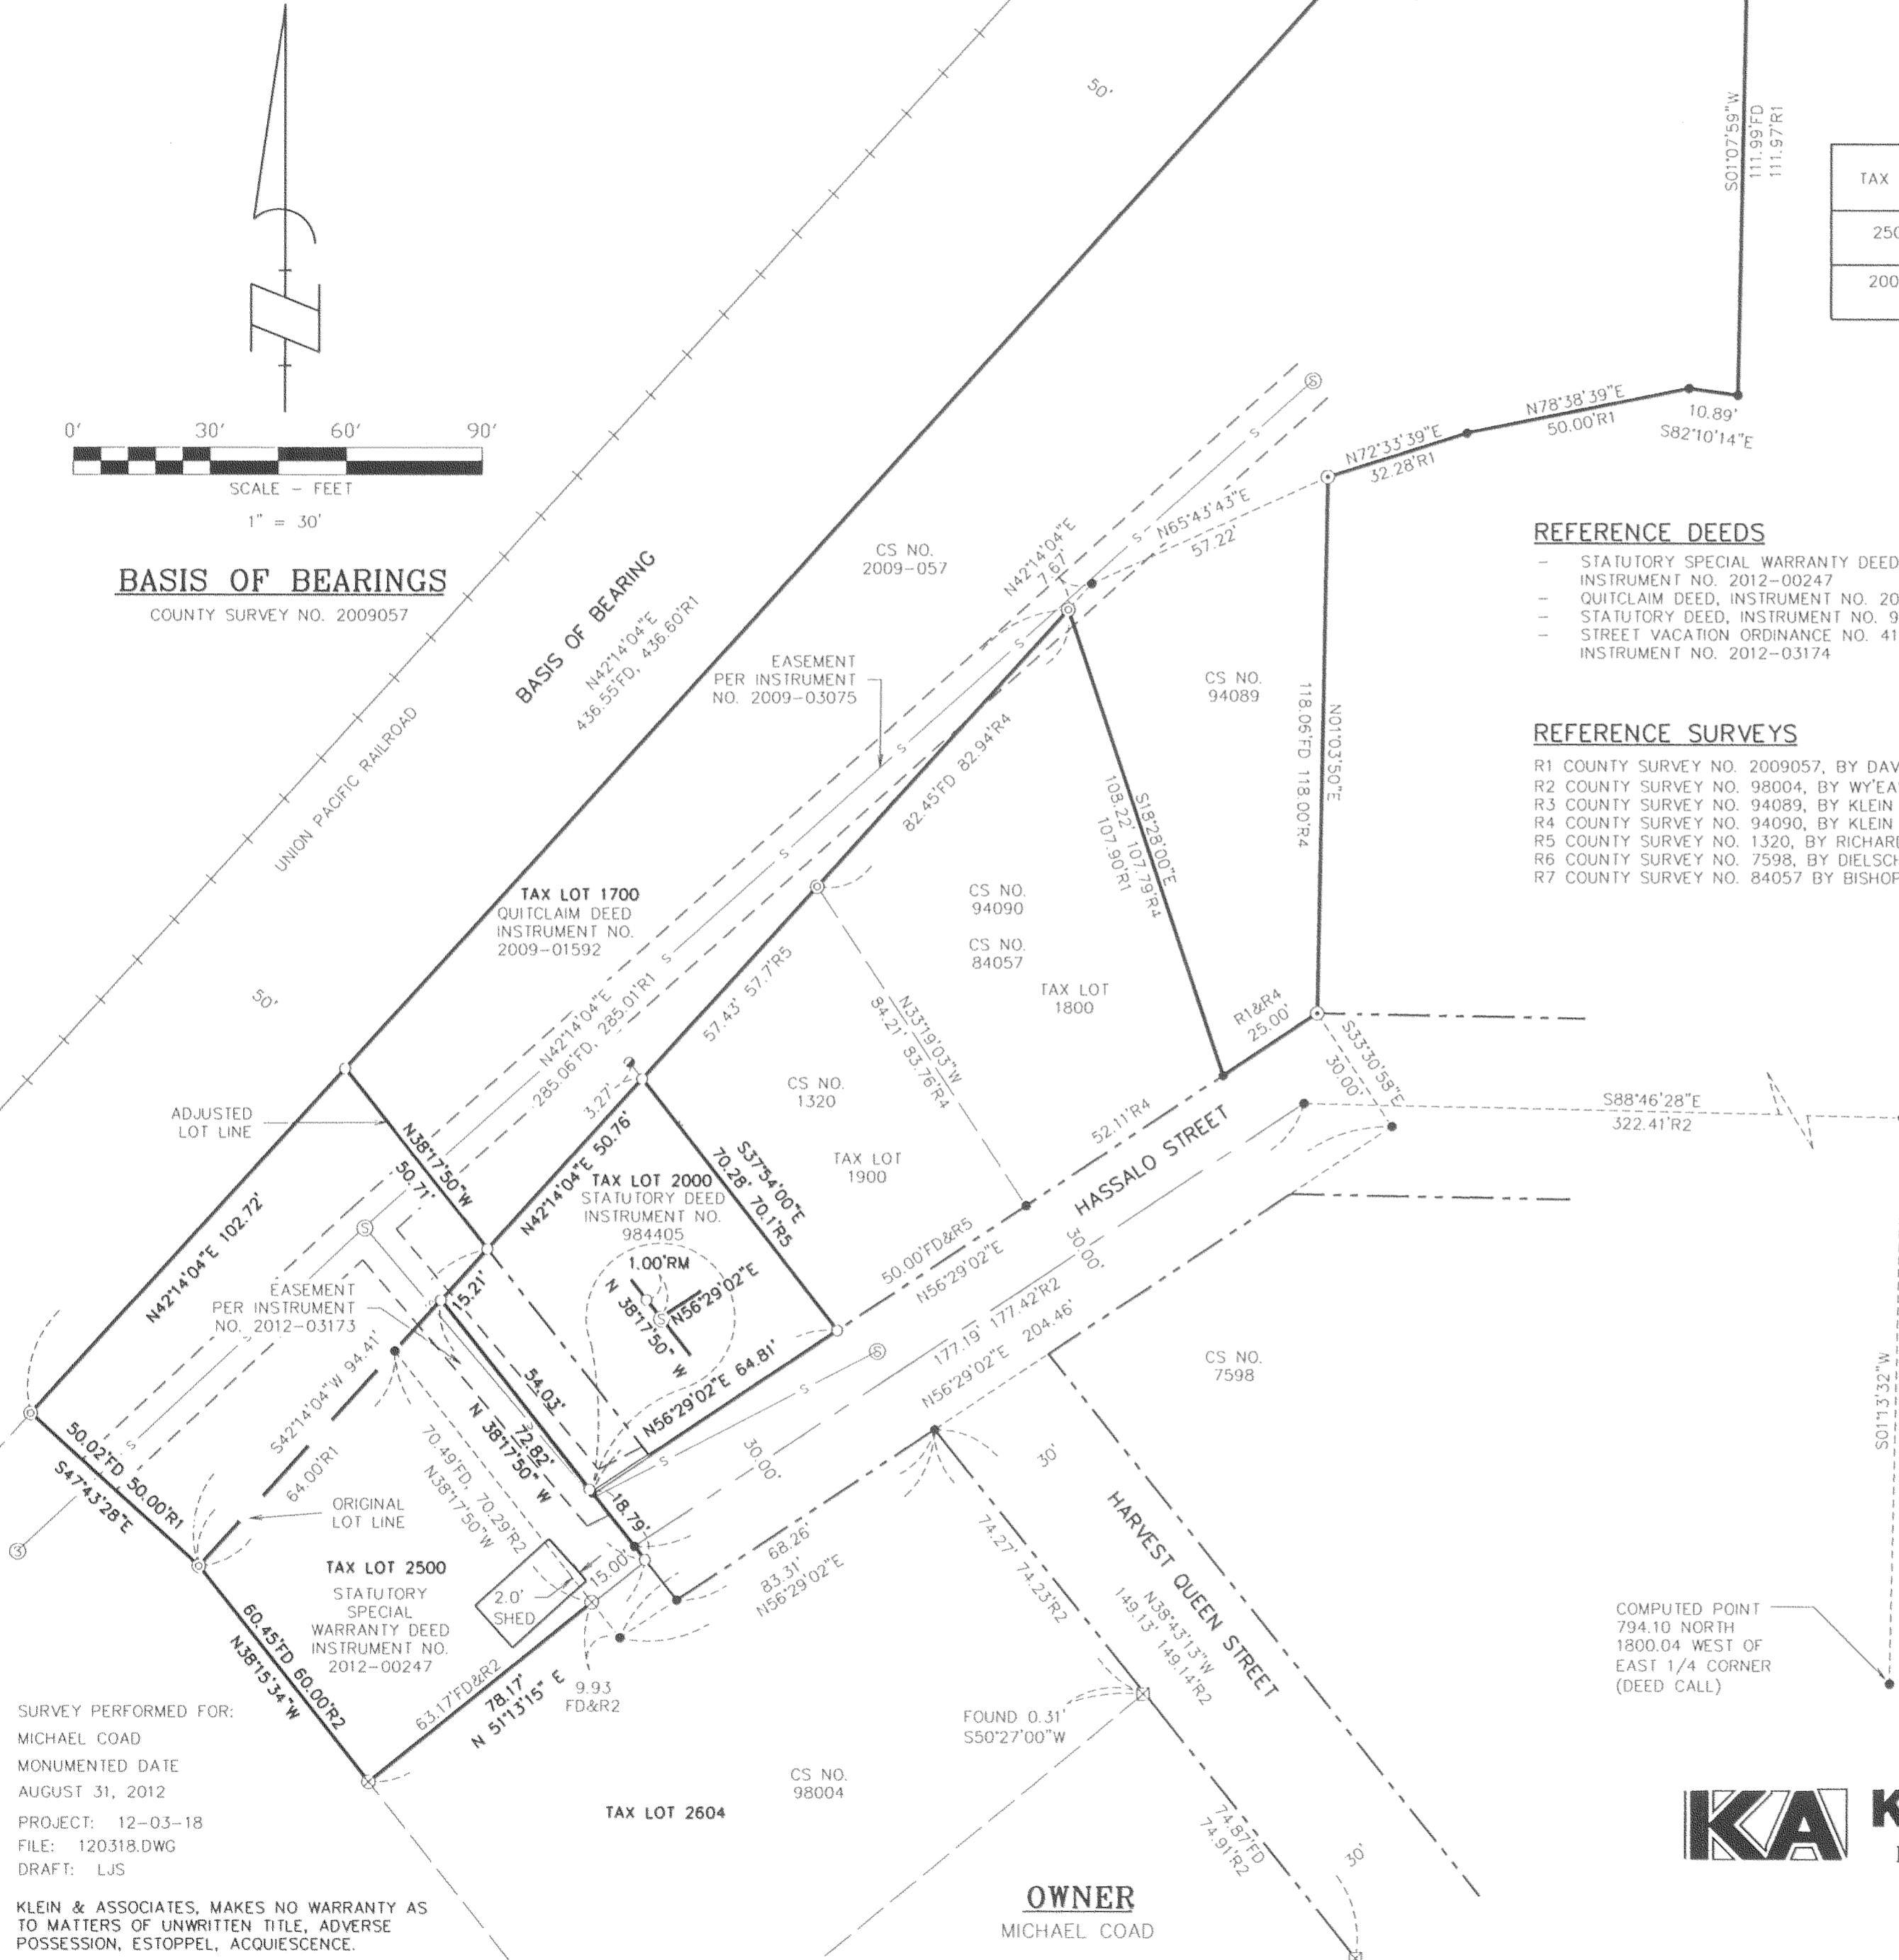 50'
S01°07'59"W
111.99'FD
111.97'R1
TAX
250
200
0' 30' 60' 90'
SCALE - FEET
1" = 30'
BASIS OF BEARINGS
COUNTY SURVEY NO. 2009057
BASIS OF BEARING
N42°14'04"E
436.55'FD, 436.60'R1
UNION PACIFIC RAILROAD
CS NO.
2009-057
N42°14'04"E
7.67'
S
S
N65°43'43"E
57.22'
N72°33'39"E
32.28'R1
N78°38'39"E
50.00'R1
10.89'
S82°10'14"E
REFERENCE DEEDS
- STATUTORY SPECIAL WARRANTY DEED
INSTRUMENT NO. 2012-00247
- QUITCLAIM DEED, INSTRUMENT NO. 20
- STATUTORY DEED, INSTRUMENT NO. 9
- STREET VACATION ORDINANCE NO. 41
INSTRUMENT NO. 2012-03174
REFERENCE SURVEYS
R1 COUNTY SURVEY NO. 2009057, BY DAV
R2 COUNTY SURVEY NO. 98004, BY WY'EA
R3 COUNTY SURVEY NO. 94089, BY KLEIN
R4 COUNTY SURVEY NO. 94090, BY KLEIN
R5 COUNTY SURVEY NO. 1320, BY RICHARD
R6 COUNTY SURVEY NO. 7598, BY DIELSCH
R7 COUNTY SURVEY NO. 84057 BY BISHOP
EASEMENT
PER INSTRUMENT
NO. 2009-03075
CS NO.
94089
N01°03'50"E
118.06'FD 118.00'R4
S18°28'00"E
108.22' 107.79'R4
107.90'R1
82.45'FD 82.94'R4
TAX LOT 1700
QUITCLAIM DEED
INSTRUMENT NO.
2009-01592
CS NO.
94090
CS NO.
84057
TAX LOT
1800
50'
N42°14'04"E
285.06'FD, 285.01'R1
57.43' 57.7'R5
N33°19'03"W
84.21' 83.76'R4
R1&R4
25.00'
S33°30'58"E
30.00'
S88°46'28"E
322.41'R2
3.27'
CS NO.
1320
TAX LOT
1900
52.11'R4
HASSALO STREET
ADJUSTED
LOT LINE
N38°17'50"W
50.71'
N42°14'04"E 50.76'
TAX LOT 2000
STATUTORY DEED
INSTRUMENT NO.
984405
S37°54'00"E
70.28' 70.1'R5
1.00'RM
N56°29'02"E
N 38°17'50" W
50.00'FD&R5
N56°29'02"E
30.00'
177.19' 177.42'R2
N56°29'02"E 204.46'
N42°14'04"E 102.72'
EASEMENT
PER INSTRUMENT
NO. 2012-03173
15.21'
S42°14'04"W 94.41'
64.00'R1
54.03'
72.82'
N 38°17'50" W
N56°29'02"E 64.81'
CS NO.
7598
50.02'FD 50.00'R1
S47°43'28"E
70.49'FD, 70.29'R2
N38°17'50"W
ORIGINAL
LOT LINE
18.79'
30.00'
30'
HARVEST QUEEN STREET
S01°13'32"W
TAX LOT 2500
STATUTORY
SPECIAL
WARRANTY DEED
INSTRUMENT NO.
2012-00247
2.0'
SHED
15.00'
68.26'
83.31'
N56°29'02"E
74.27' 74.23'R2
N38°43'13"W
149.13' 149.14'R2
60.45'FD 60.00'R2
N38°15'34"W
63.17'FD&R2
78.17'
N 51°13'15" E
9.93
FD&R2
FOUND 0.31'
S50°27'00"W
COMPUTED POINT
794.10 NORTH
1800.04 WEST OF
EAST 1/4 CORNER
(DEED CALL)
SURVEY PERFORMED FOR:
MICHAEL COAD
MONUMENTED DATE
AUGUST 31, 2012
PROJECT: 12-03-18
FILE: 120318.DWG
DRAFT: LJS
CS NO.
98004
TAX LOT 2604
74.87'FD
74.91'R2
30'
KA
K
KLEIN & ASSOCIATES, MAKES NO WARRANTY AS
TO MATTERS OF UNWRITTEN TITLE, ADVERSE
POSSESSION, ESTOPPEL, ACQUIESCENCE.
OWNER
MICHAEL COAD